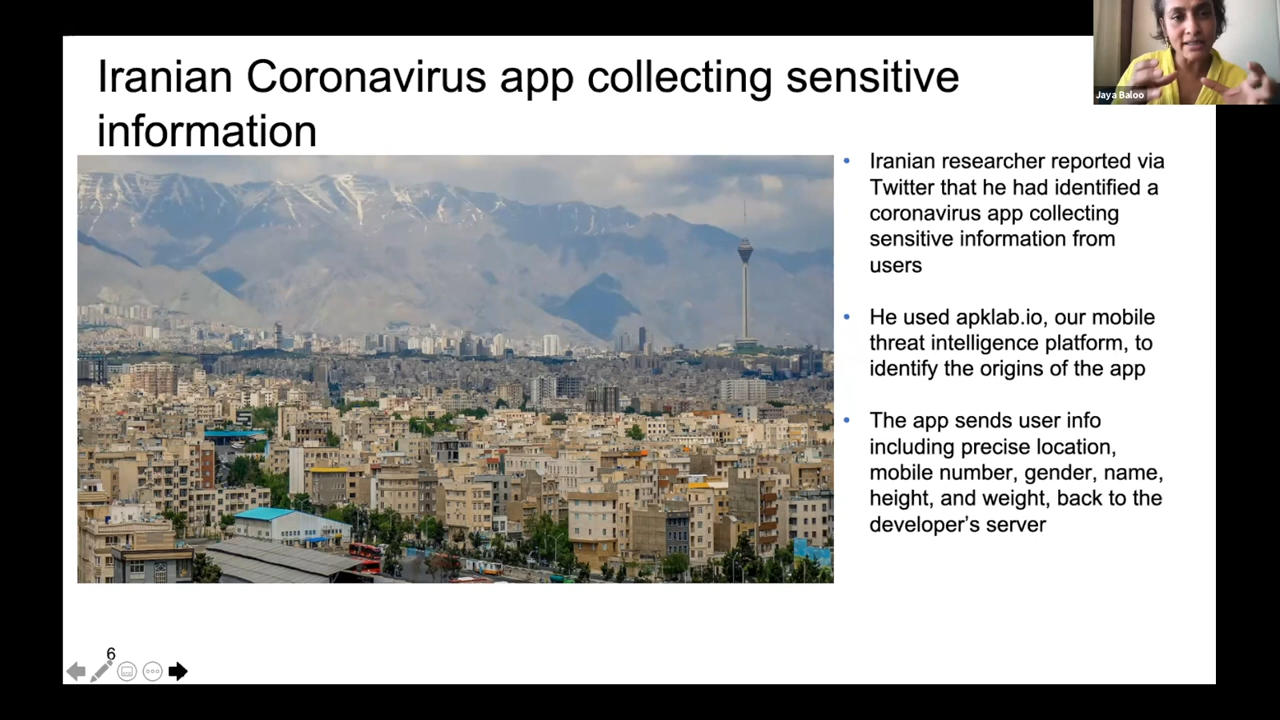 Iranian Coronavirus app collecting sensitive
information
Jaya Baloo
• Iranian researcher reported via
Twitter that he had identified a
coronavirus app collecting
sensitive information from
users
• He used apklab.io, our mobile
threat intelligence platform, to
identify the origins of the app
• The app sends user info
including precise location,
mobile number, gender, name,
height, and weight, back to the
developer’s server
6